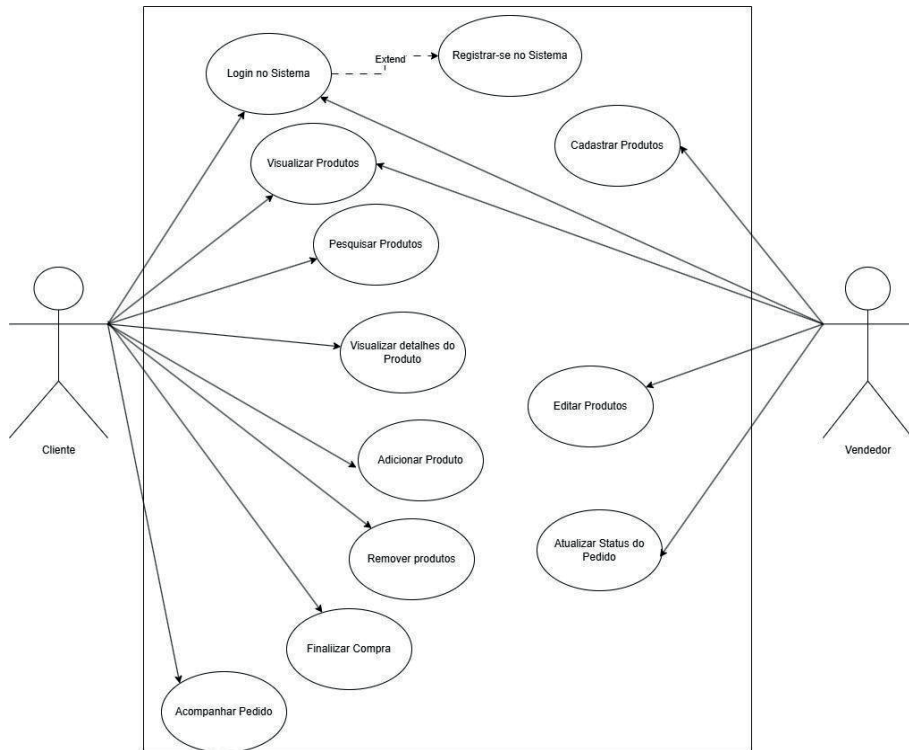 Login no Sistema
Extend
Registrar-se no Sistema
Cadastrar Produtos
Visualizar Produtos
Pesquisar Produtos
Visualizar detalhes do
Produto
Editar Produtos
Cliente
Vendedor
Adicionar Produto
Remover produtos
Atualizar Status do
Pedido
Finaliizar Compra
Acompanhar Pedido